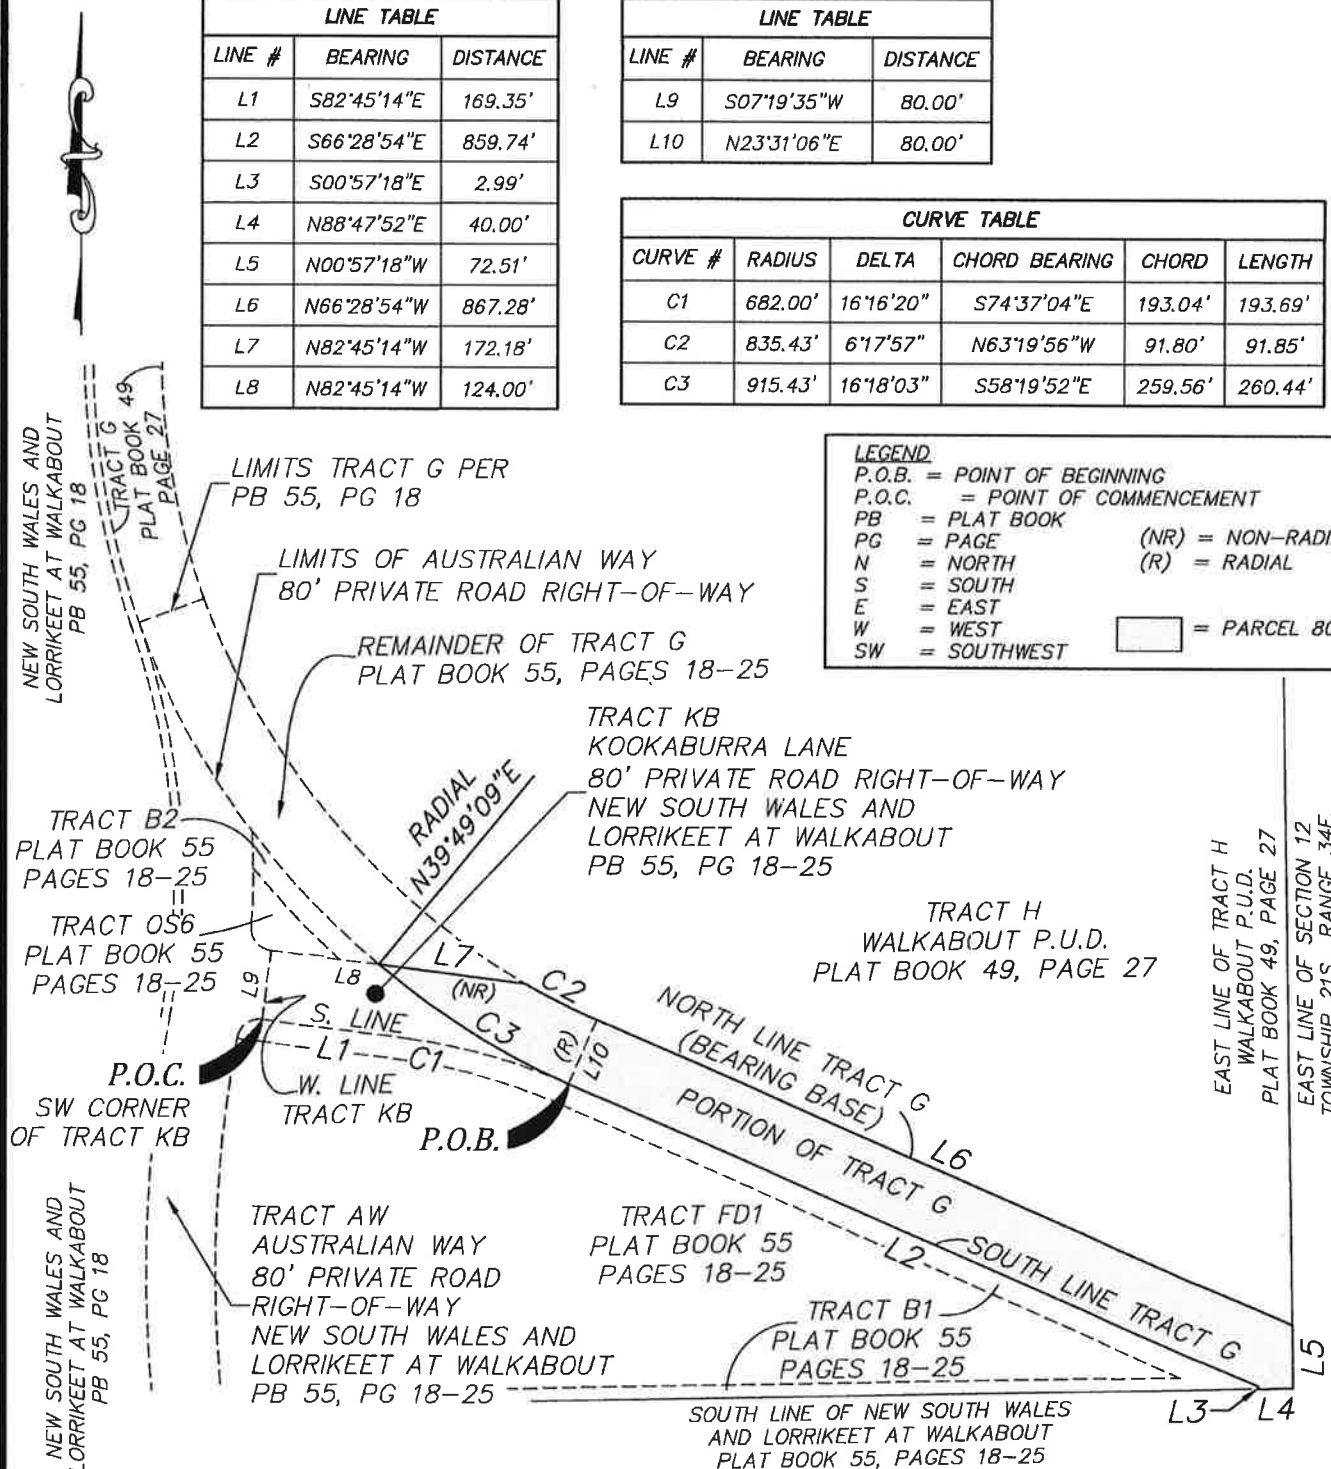 LINE TABLE
LINE # BEARING DISTANCE
L1 S82°45'14"E 169.35'
L2 S66°28'54"E 859.74'
L3 S00°57'18"E 2.99'
L4 N88°47'52"E 40.00'
L5 N00°57'18"W 72.51'
L6 N66°28'54"W 867.28'
L7 N82°45'14"W 172.18'
L8 N82°45'14"W 124.00'
LINE TABLE
LINE # BEARING DISTANCE
L9 S07°19'35"W 80.00'
L10 N23°31'06"E 80.00'
CURVE TABLE
CURVE # RADIUS DELTA CHORD BEARING CHORD LENGTH
C1 682.00' 16°16'20" S74°37'04"E 193.04' 193.69'
C2 835.43' 6°17'57" N63°19'56"W 91.80' 91.85'
C3 915.43' 16°18'03" S58°19'52"E 259.56' 260.44'
LEGEND
P.O.B. = POINT OF BEGINNING
P.O.C. = POINT OF COMMENCEMENT
PB = PLAT BOOK
PG = PAGE (NR) = NON-RADI
N = NORTH (R) = RADIAL
S = SOUTH
E = EAST
W = WEST = PARCEL 80
SW = SOUTHWEST
NEW SOUTH WALES AND
LORRIKEET AT WALKABOUT
PB 55, PG 18
TRACT G
PLAT BOOK 49
PAGE 27
LIMITS TRACT G PER
PB 55, PG 18
LIMITS OF AUSTRALIAN WAY
80' PRIVATE ROAD RIGHT-OF-WAY
REMAINDER OF TRACT G
PLAT BOOK 55, PAGES 18-25
TRACT KB
KOOKABURRA LANE
80' PRIVATE ROAD RIGHT-OF-WAY
NEW SOUTH WALES AND
LORRIKEET AT WALKABOUT
PB 55, PG 18-25
RADIAL
N39°49'09"E
TRACT B2
PLAT BOOK 55
PAGES 18-25
TRACT OS6
PLAT BOOK 55
PAGES 18-25
TRACT H
WALKABOUT P.U.D.
PLAT BOOK 49, PAGE 27
EAST LINE OF TRACT H
WALKABOUT P.U.D.
PLAT BOOK 49, PAGE 27
EAST LINE OF SECTION 12
TOWNSHIP 21S, RANGE 34E
L9
L8
L7
(NR)
C2
C3
(R)
L10
S. LINE
L1
C1
W. LINE
TRACT KB
P.O.C.
SW CORNER
OF TRACT KB
P.O.B.
NORTH LINE TRACT G
(BEARING BASE)
L6
PORTION OF TRACT G
L2
SOUTH LINE TRACT G
NEW SOUTH WALES AND
LORRIKEET AT WALKABOUT
PB 55, PG 18
TRACT AW
AUSTRALIAN WAY
80' PRIVATE ROAD
RIGHT-OF-WAY
NEW SOUTH WALES AND
LORRIKEET AT WALKABOUT
PB 55, PG 18-25
TRACT FD1
PLAT BOOK 55
PAGES 18-25
TRACT B1
PLAT BOOK 55
PAGES 18-25
L5
L3
L4
SOUTH LINE OF NEW SOUTH WALES
AND LORRIKEET AT WALKABOUT
PLAT BOOK 55, PAGES 18-25